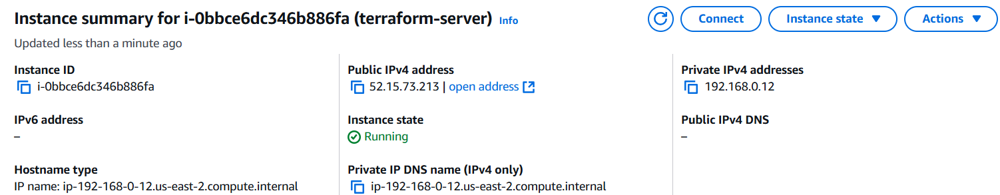 Instance summary for i-0bbce6dc346b886fa (terraform-server) Info
Connect
Instance state
Actions
Updated less than a minute ago
Instance ID
i-0bbce6dc346b886fa
Public IPv4 address
52.15.73.213 | open address
Private IPv4 addresses
192.168.0.12
IPv6 address
–
Instance state
Running
Public IPv4 DNS
–
Hostname type
IP name: ip-192-168-0-12.us-east-2.compute.internal
Private IP DNS name (IPv4 only)
ip-192-168-0-12.us-east-2.compute.internal